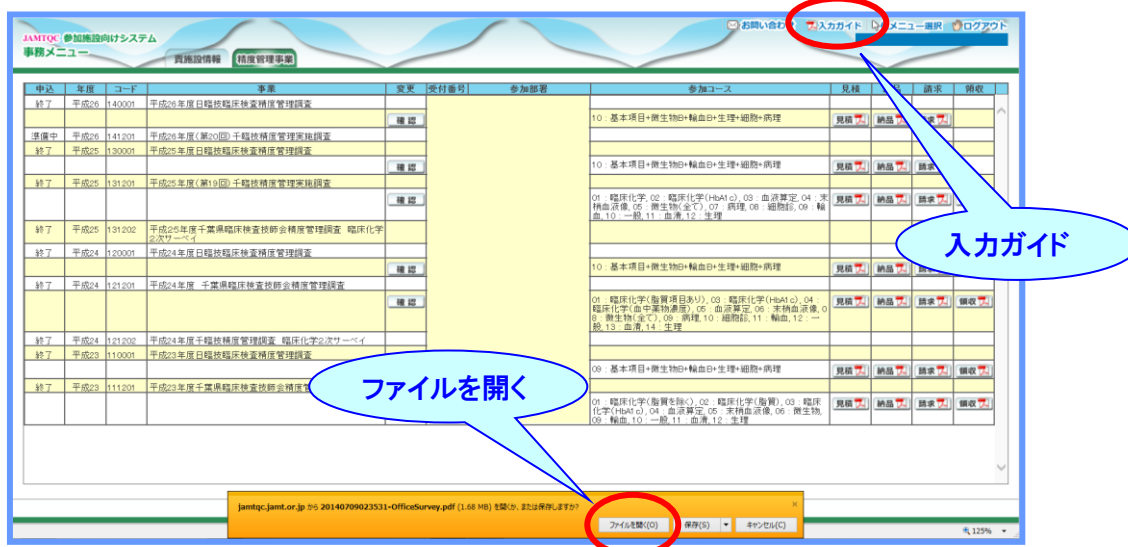 お問い合わ
入力ガイド
メニュー選択
ログアウト
JAMTQC 参加施設向けシステム
事務メニュー
貴施設情報
精度管理事業
申込 年度 コード 事業 変更 受付番号 参加部署 参加コース 見積 品 請求 領収
終了 平成26 140001 平成26年度日臨技臨床検査精度管理調査
確認 10：基本項目+微生物B+輸血B+生理+細胞+病理 見積 納品 請求
準備中 平成26 141201 平成26年度(第20回)千臨技精度管理実施調査
終了 平成25 130001 平成25年度日臨技臨床検査精度管理調査
確認 10：基本項目+微生物B+輸血B+生理+細胞+病理 見積 納品 請求
終了 平成25 131201 平成25年度(第19回)千臨技精度管理実施調査
確認 01：臨床化学, 02：臨床化学(HbA1c), 03：血液算定, 04：末 見積 納品 請求
梢血液像, 05：微生物(全て), 07：病理, 08：細胞診, 09：輸
血, 10：一般, 11：血清, 12：生理
入力ガイド
終了 平成25 131202 平成25年度千葉県臨床検査技師会精度管理調査 臨床化学
2次サーベイ
終了 平成24 120001 平成24年度日臨技臨床検査精度管理調査
確認 10：基本項目+微生物B+輸血B+生理+細胞+病理 見積 納品 請求
終了 平成24 121201 平成24年度 千葉県臨床検査技師会精度管理調査
確認 01：臨床化学(脂質項目あり), 03：臨床化学(HbA1c), 04： 見積 納品 請求 領収
臨床化学(血中薬物濃度), 05：血液算定, 06：末梢血液像, 0
8：微生物(全て), 09：病理, 10：細胞診, 11：輸血, 12：一
般, 13：血清, 14：生理
終了 平成24 121202 平成24年度千臨技精度管理調査 臨床化学2次サーベイ
終了 平成23 110001 平成23年度日臨技臨床検査精度管理調査
09：基本項目+微生物B+輸血B+生理+細胞+病理 見積 納品 請求 領収
ファイルを開く
終了 平成23 111201 平成23年度千葉県臨床検査技師会精度
01：臨床化学(脂質を除く), 02：臨床化学(脂質), 03：臨床 見積 納品 請求 領収
化学(HbA1c), 04：血液算定, 05：末梢血液像, 06：微生物,
09：輸血, 10：一般, 11：血清, 12：生理
jamtqc.jamt.or.jp から 20140709023531-OfficeSurvey.pdf (1.68 MB) を開くか、または保存しますか?
×
ファイルを開く(O) 保存(S) キャンセル(C)
125%